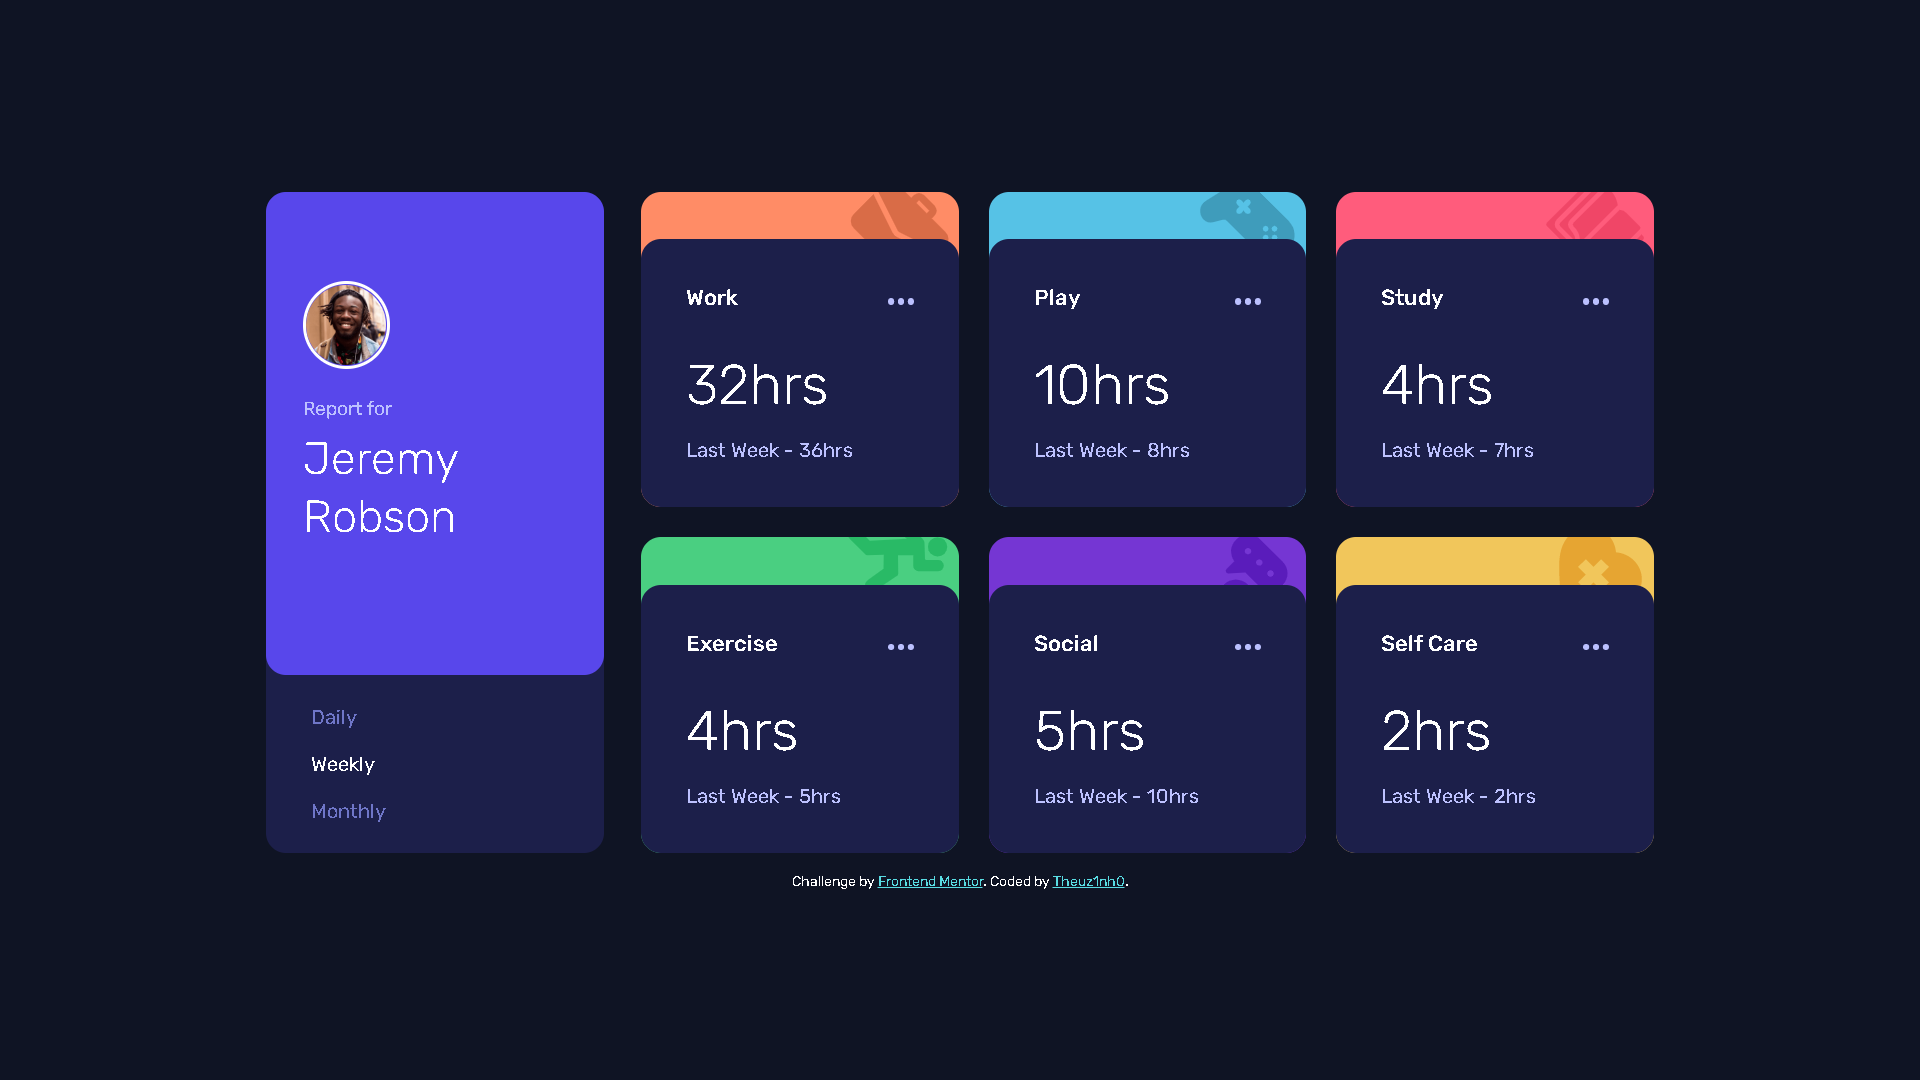 Report for
Jeremy
Robson
Daily
Weekly
Monthly
Work
32hrs
Last Week - 36hrs
Play
10hrs
Last Week - 8hrs
Study
4hrs
Last Week - 7hrs
Exercise
4hrs
Last Week - 5hrs
Social
5hrs
Last Week - 10hrs
Self Care
2hrs
Last Week - 2hrs
Challenge by Frontend Mentor. Coded by Theuz1nh0.